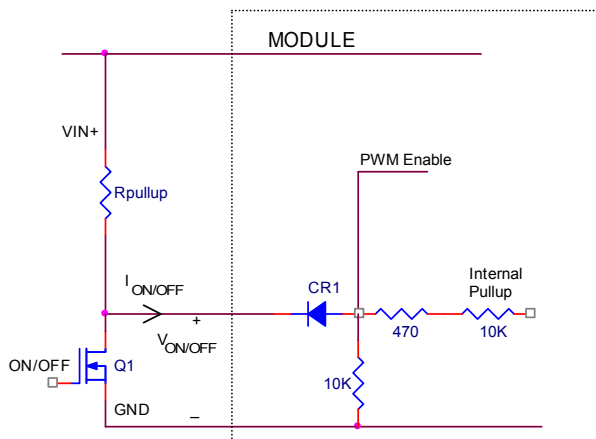 MODULE
VIN+
PWM Enable
Rpullup
I ON/OFF
CR1
Internal
Pullup
+
V ON/OFF
470
10K
ON/OFF
Q1
10K
GND
_